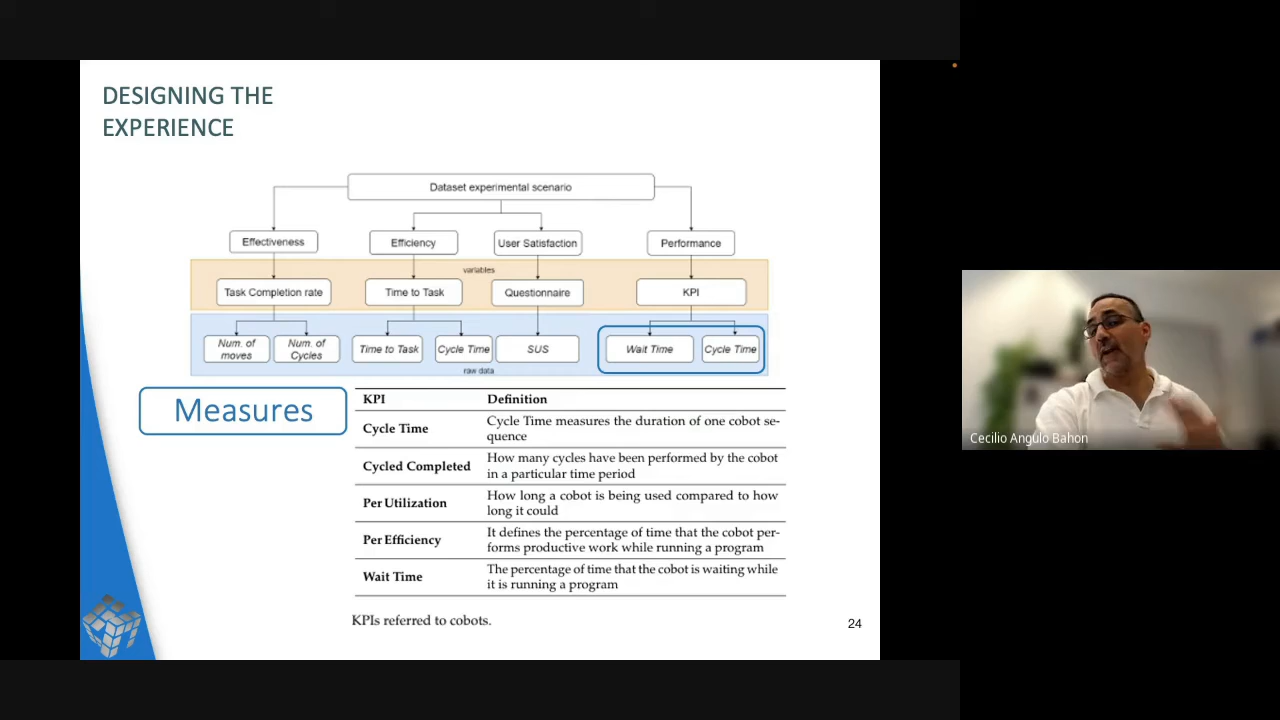 DESIGNING THE
EXPERIENCE
Dataset experimental scenario
Effectiveness
Efficiency
User Satisfaction
Performance
variables
Task Completion rate
Time to Task
Questionnaire
KPI
Num. of
moves
Num. of
Cycles
Time to Task
Cycle Time
SUS
Wait Time
Cycle Time
raw data
Measures
KPI Definition
Cycle Time Cycle Time measures the duration of one cobot se-
quence
Cycled Completed How many cycles have been performed by the cobot
in a particular time period
Per Utilization How long a cobot is being used compared to how
long it could
Per Efficiency It defines the percentage of time that the cobot per-
forms productive work while running a program
Wait Time The percentage of time that the cobot is waiting while
it is running a program
KPIs referred to cobots.
24
Cecilio Angulo Bahon